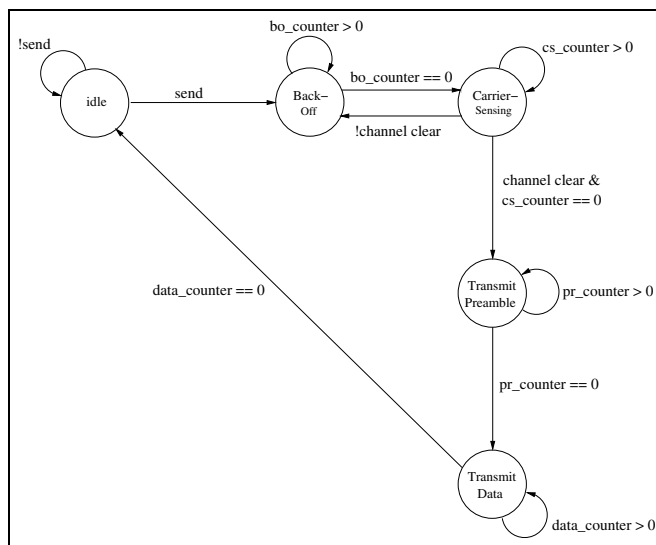 bo_counter > 0
!send
cs_counter > 0
bo_counter == 0
idle
send
Back-
Off
Carrier-
Sensing
!channel clear
channel clear &
cs_counter == 0
Transmit
Preamble
pr_counter > 0
data_counter == 0
pr_counter == 0
Transmit
Data
data_counter > 0